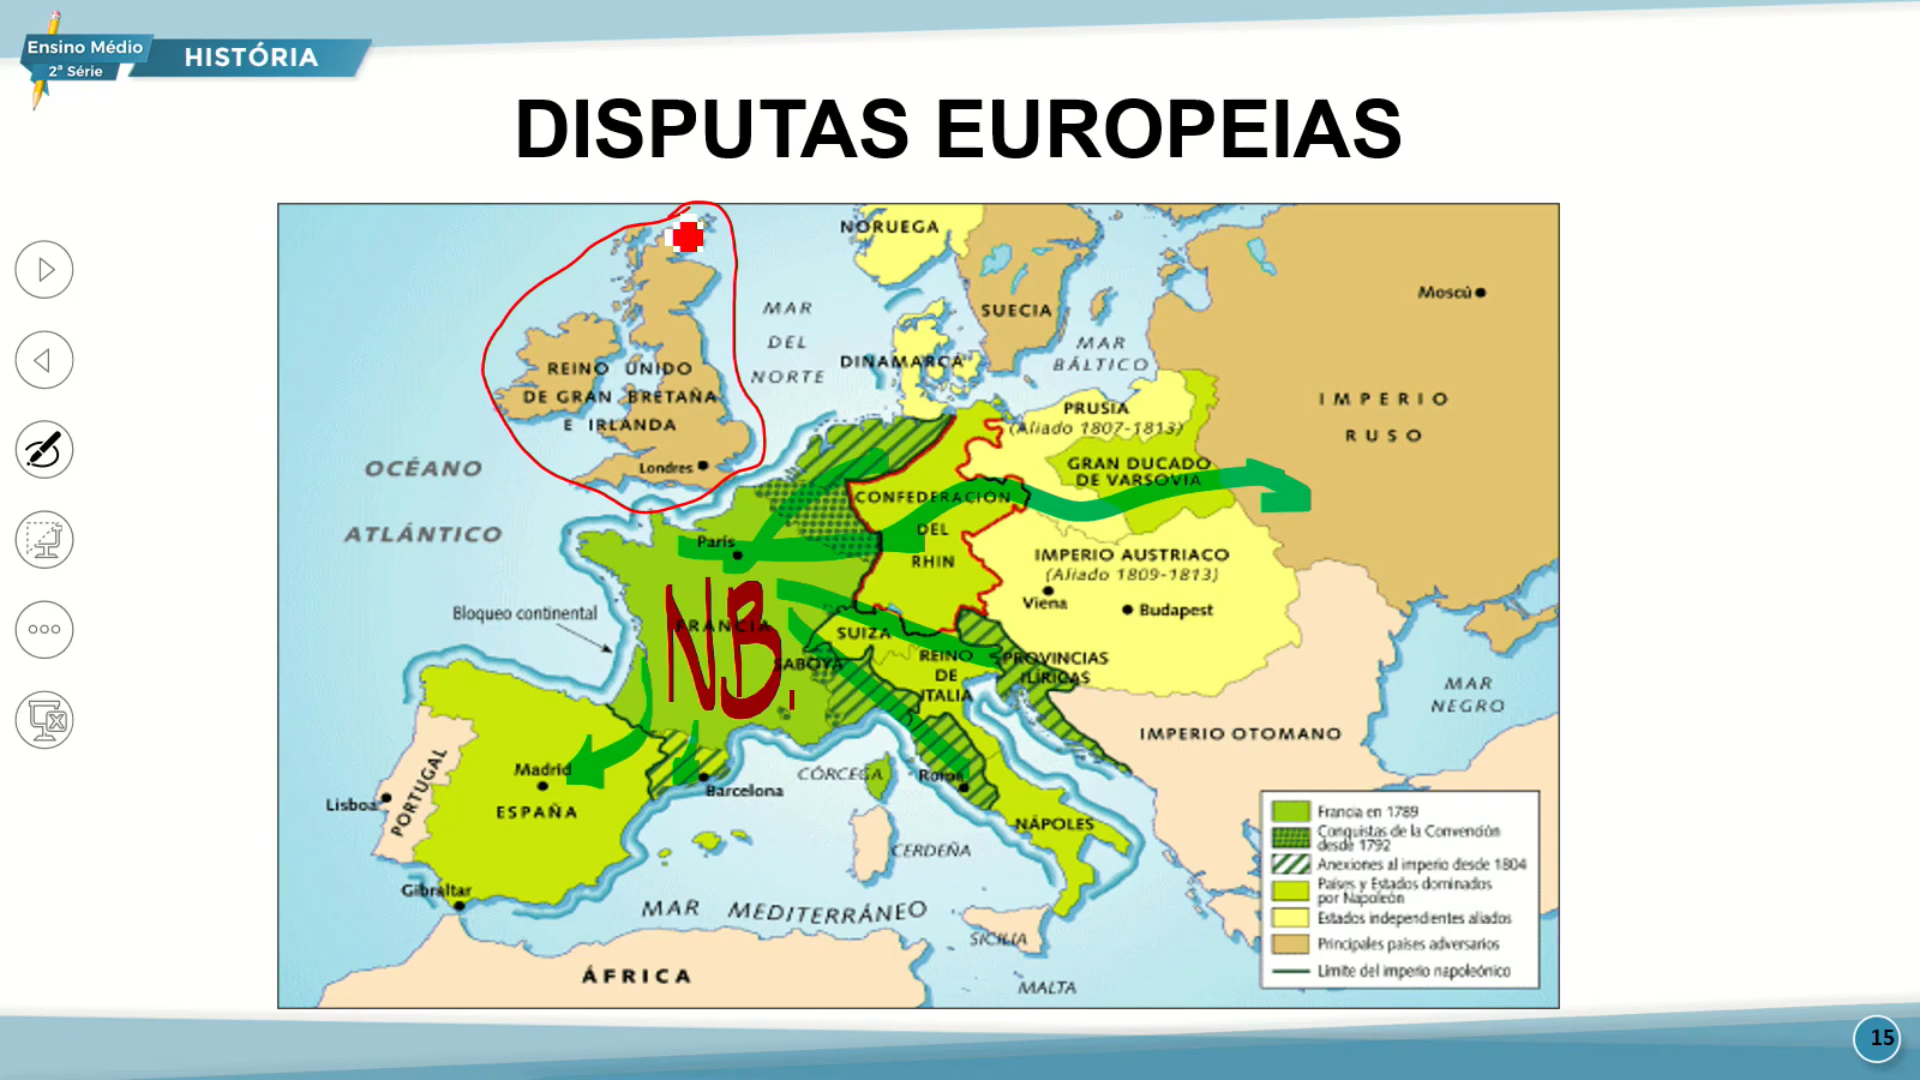 Ensino Médio
2ª Série
HISTÓRIA
DISPUTAS EUROPEIAS
NORUEGA
MAR
DEL
NORTE
SUECIA
MAR
BÁLTICO
Moscú
DINAMARCA
REINO UNIDO
DE GRAN BRETAÑA
E IRLANDA
Londres
IMPERIO
RUSO
PRUSIA
(Aliado 1807-1813)
GRAN DUCADO
DE VARSOVIA
OCÉANO
ATLÁNTICO
CONFEDERACIÓN
DEL
RHIN
París
IMPERIO AUSTRIACO
(Aliado 1809-1813)
Viena
Budapest
Bloqueo continental
FRANCIA
N.B.
SUIZA
SABOYA
REINO
DE
ITALIA
PROVINCIAS
ILÍRICAS
MAR
NEGRO
IMPERIO OTOMANO
PORTUGAL
Lisboa
Madrid
ESPAÑA
Barcelona
CÓRCEGA
Roma
NÁPOLES
CERDEÑA
Gibraltar
MAR MEDITERRÁNEO
SICILIA
ÁFRICA
MALTA
Francia en 1789
Conquistas de la Convención
desde 1792
Anexiones al imperio desde 1804
Países y Estados dominados
por Napoleón
Estados independientes aliados
Principales países adversarios
Límite del imperio napoleónico
15